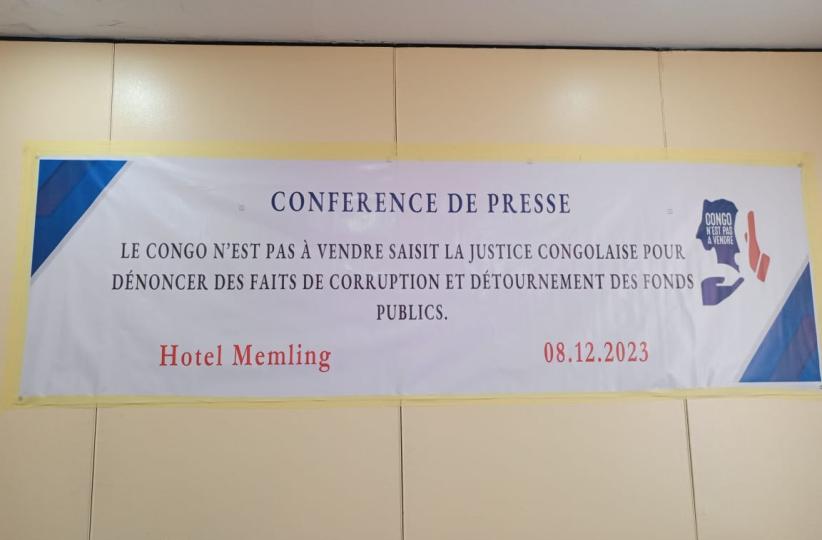 CONFERENCE DE PRESSE
CONGO
N'EST PAS
À VENDRE
LE CONGO N'EST PAS À VENDRE SAISIT LA JUSTICE CONGOLAISE POUR
DÉNONCER DES FAITS DE CORRUPTION ET DÉTOURNEMENT DES FONDS
PUBLICS.
Hotel Memling 08.12.2023